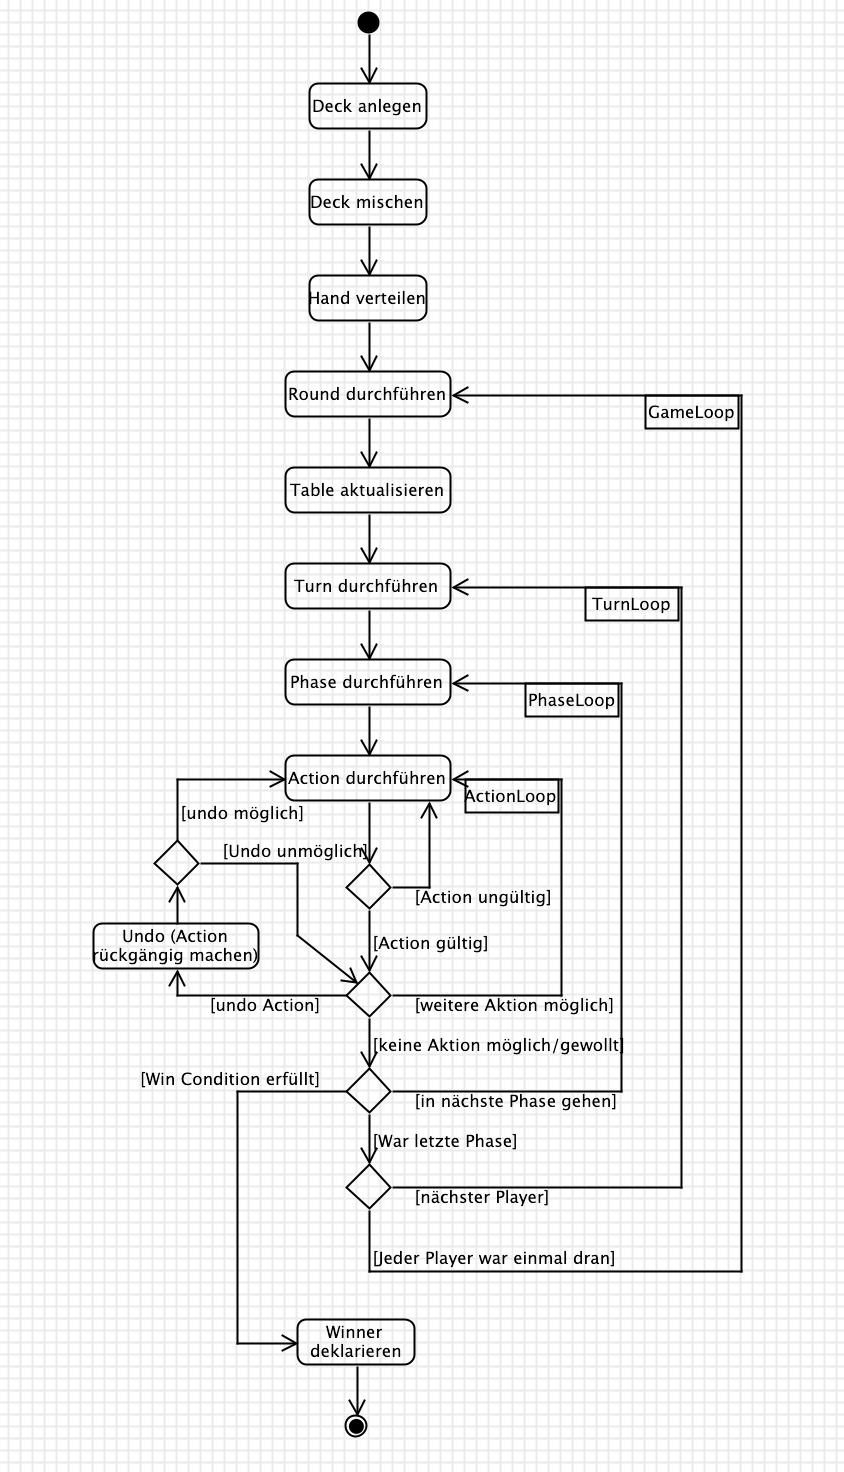 Deck anlegen
Deck mischen
Hand verteilen
Round durchführen
GameLoop
Table aktualisieren
Turn durchführen
TurnLoop
Phase durchführen
PhaseLoop
Action durchführen
ActionLoop
[undo möglich]
[Undo unmöglich]
[Action ungültig]
Undo (Action
rückgängig machen)
[Action gültig]
[undo Action]
[weitere Aktion möglich]
[keine Aktion möglich/gewollt]
[Win Condition erfüllt]
[in nächste Phase gehen]
[War letzte Phase]
[nächster Player]
[Jeder Player war einmal dran]
Winner
deklarieren